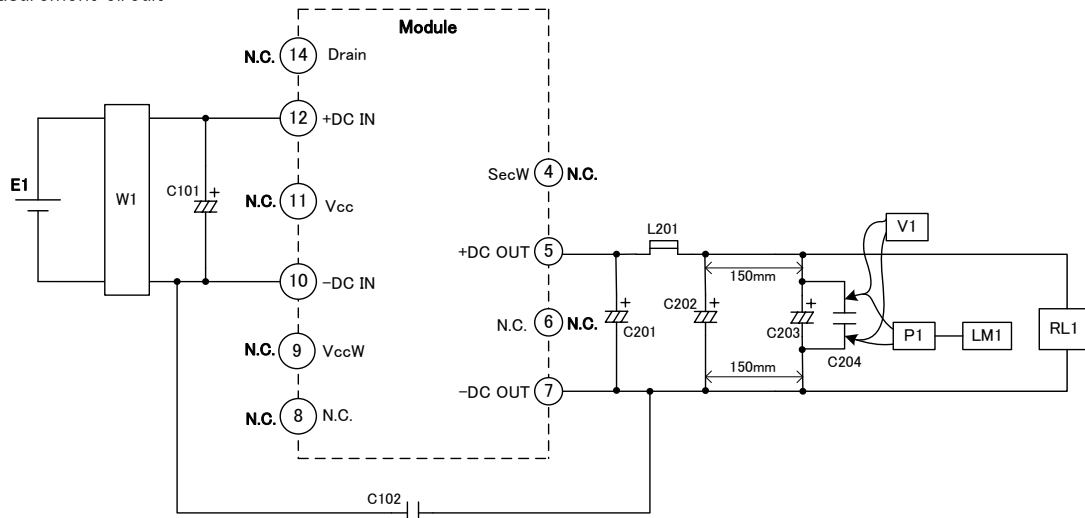 Module
N.C. 14 Drain
12 +DC IN
E1
W1
C101 +
N.C. 11 Vcc
10 -DC IN
N.C. 9 VccW
N.C. 8 N.C.
SecW 4 N.C.
+DC OUT 5
N.C. 6 N.C.
-DC OUT 7
L201
+
C201
C202 +
150mm
150mm
+
C203
C204
V1
P1
LM1
RL1
C102